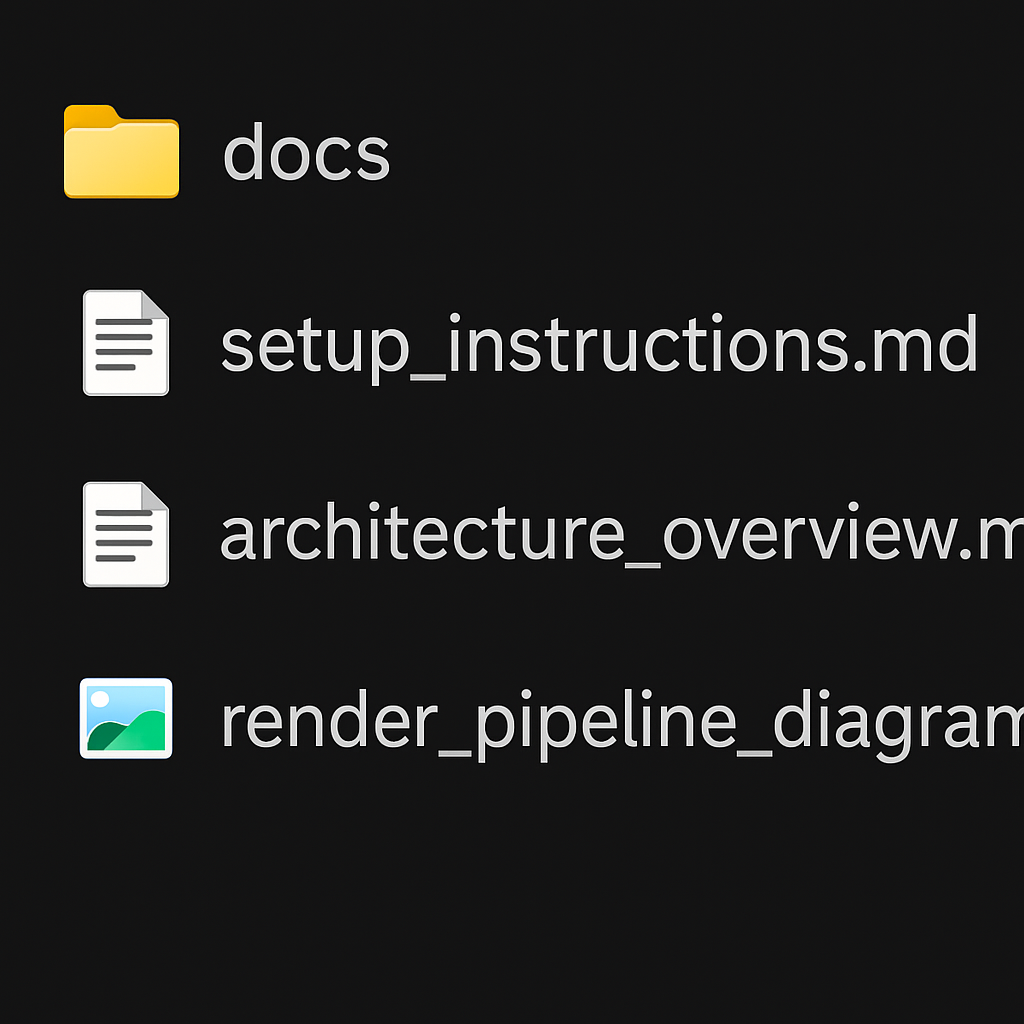 docs
setup_instructions.md
architecture_overview.m
render_pipeline_diagram